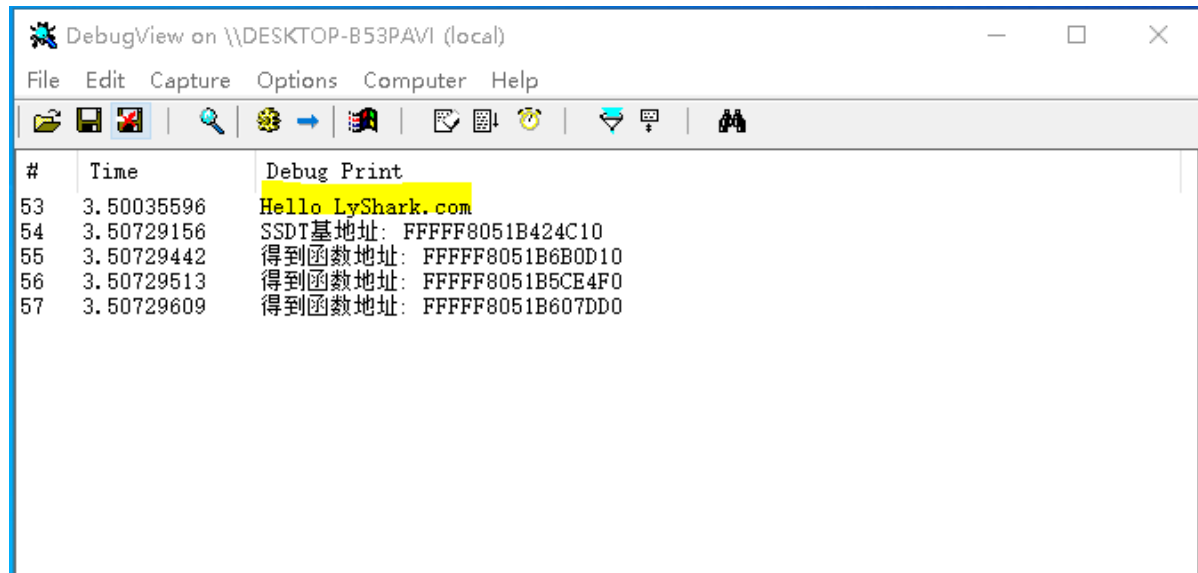 DebugView on \\DESKTOP-B53PAVI (local)
File Edit Capture Options Computer Help
# Time Debug Print
53 3.50035596 Hello LyShark.com
54 3.50729156 SSDT基地址: FFFFF8051B424C10
55 3.50729442 得到函数地址: FFFFF8051B6B0D10
56 3.50729513 得到函数地址: FFFFF8051B5CE4F0
57 3.50729609 得到函数地址: FFFFF8051B607DD0